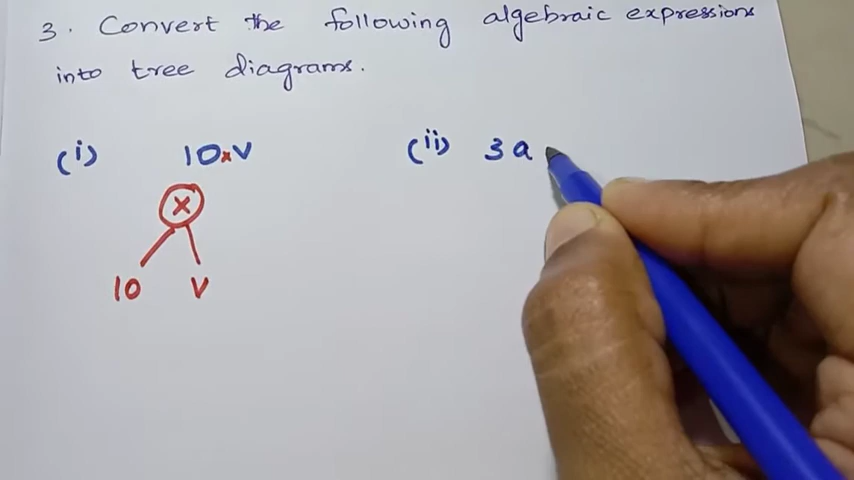 3. Convert the following algebraic expressions
into tree diagrams.
(i) 10×V (ii) 3a
×
10 V